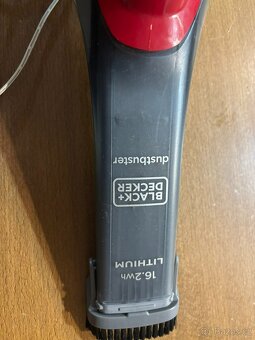 16.2Wh
LITHIUM
BLACK+
DECKER
dustbuster